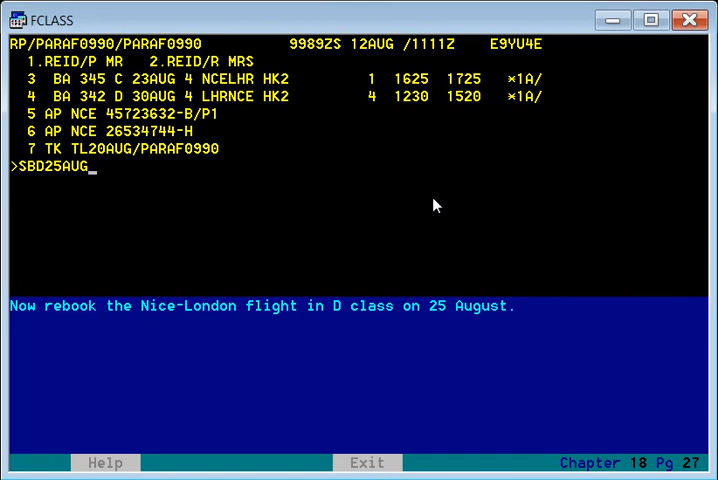 FCLASS
RP/PARAF0990/PARAF0990 9989ZS 12AUG /1111Z E9YU4E
1.REID/P MR 2.REID/R MRS
3 BA 345 C 23AUG 4 NCELHR HK2 1 1625 1725 *1A/
4 BA 342 D 30AUG 4 LHRNCE HK2 4 1230 1520 *1A/
5 AP NCE 45723632-B/P1
6 AP NCE 26534744-H
7 TK TL20AUG/PARAF0990
>SBD25AUG_
Now rebook the Nice-London flight in D class on 25 August.
Help Exit Chapter 18 Pg 27